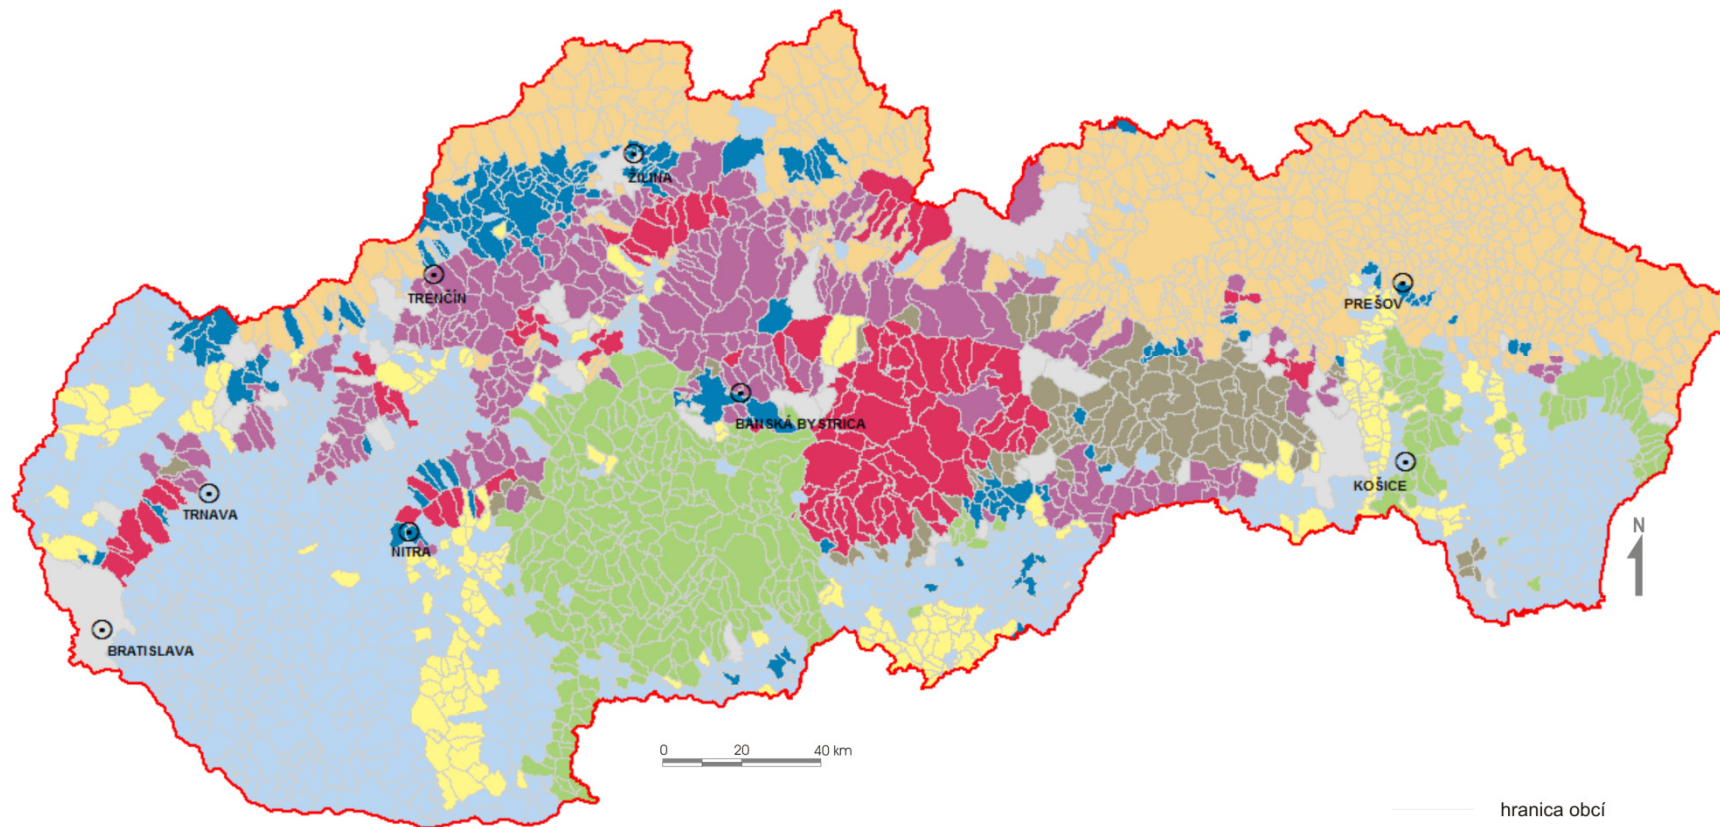 ŽILINA
TRENČÍN
PREŠOV
BANSKÁ BYSTRICA
KOŠICE
TRNAVA
N
NITRA
BRATISLAVA
0 20 40 km
hranica obcí